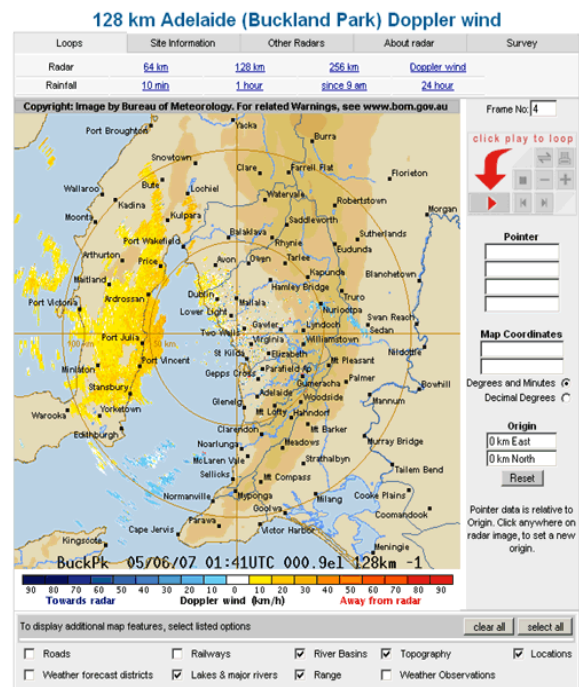 128 km Adelaide (Buckland Park) Doppler wind
Loops Site Information Other Radars About radar Survey
Radar 64 km 128 km 256 km Doppler wind
Rainfall 10 min 1 hour since 9 am 24 hour
Copyright: Image by Bureau of Meteorology. For related Warnings, see www.bom.gov.au
Frame No: 4
click play to loop
Pointer
Map Coordinates
Degrees and Minutes
Decimal Degrees
Origin
0 km East
0 km North
Reset
Pointer data is relative to
Origin. Click anywhere on
radar image, to set a new
origin.
Yacka
Port Broughton
Burra
Snowtown
Clare
Farrell Flat
Florieton
Bute
Lochiel
Wallaroo
Watervale
Kadina
Robertstown
Moonta
Kulpara
Morgan
Saddleworth
Balaklava
Sutherlands
Port Wakefield
Rhynie
Eudunda
Arthurton
Price
Avon
Owen
Tarlee
Kapunda
Blanchetown
Maitland
Hamley Bridge
Ardrossan
Dublin
Mallala
Truro
Port Victoria
Lower Light
Nuriootpa
Swan Reach
Gawler
Lyndoch
Sedan
Two Wells
100 km
50 km
Port Julia
Virginia
Williamstown
Nildottie
St Kilda
Elizabeth
Port Vincent
Mt Pleasant
Minlaton
Gepps Cross
Parafield Ap
Gumeracha
Palmer
Bowhill
Stansbury
Adelaide
Woodside
Mannum
Yorketown
Glenelg
Mt Lofty
Hahndorf
Warooka
Clarendon
Mt Barker
Edithburgh
Noarlunga
Meadows
Murray Bridge
McLaren Vale
Strathalbyn
Sellicks
Tailem Bend
Mt Compass
Normanville
Myponga
Milang
Cooke Plains
Goolwa
Coomandook
Parawa
Cape Jervis
Victor Harbor
Kingscote
Meningie
BuckPk 05/06/07 01:41UTC 000.9el 128km -1
90 80 70 60 50 40 30 20 10 0 10 20 30 40 50 60 70 80 90
Towards radar Doppler wind (km/h) Away from radar
To display additional map features, select listed options clear all select all
Roads Railways River Basins Topography Locations
Weather forecast districts Lakes & major rivers Range Weather Observations